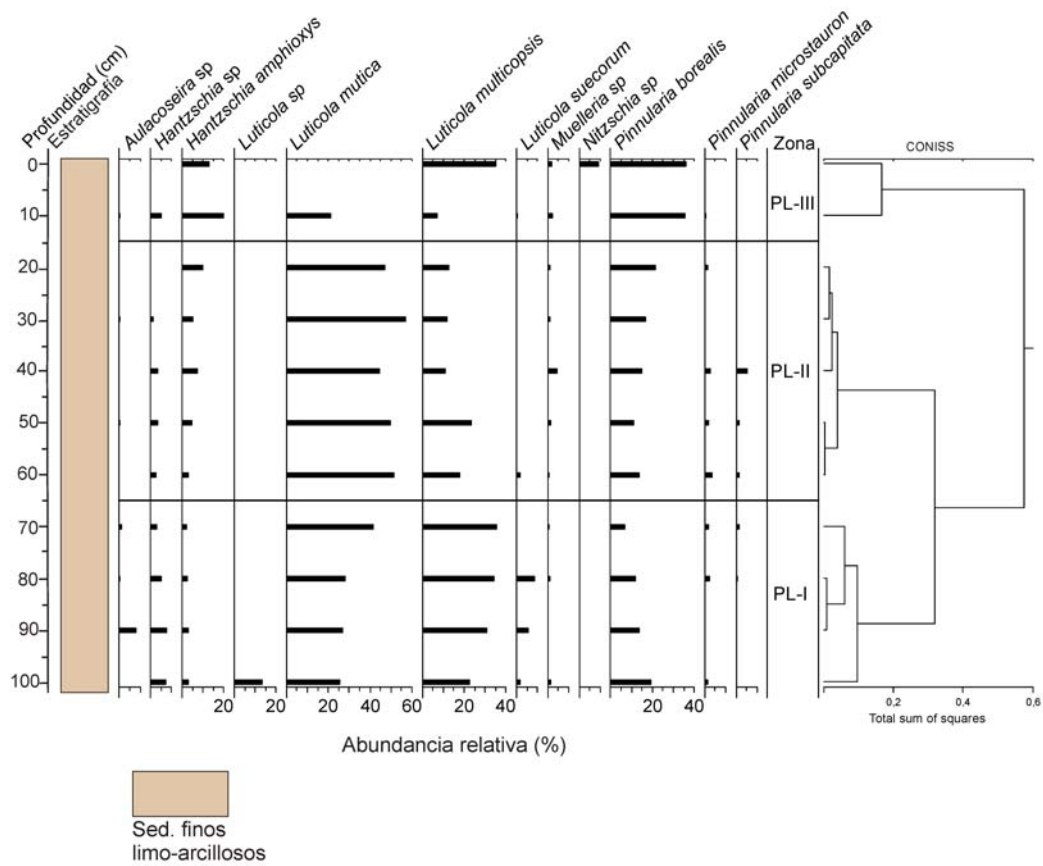 Profundidad (cm)
Estratigrafía
Aulacoseira sp
Hantzschia sp
Hantzschia amphioxys
Luticola sp
Luticola mutica
Luticola multicopsis
Luticola suecorum
Muelleria sp
Nitzschia sp
Pinnularia borealis
Pinnularia microstauron
Pinnularia subcapitata
Zona
CONISS
0
10
20
30
40
50
60
70
80
90
100
PL-III
PL-II
PL-I
20 20 20 40 60 20 40 20 40
0,2 0,4 0,6
Total sum of squares
Abundancia relativa (%)
Sed. finos
limo-arcillosos